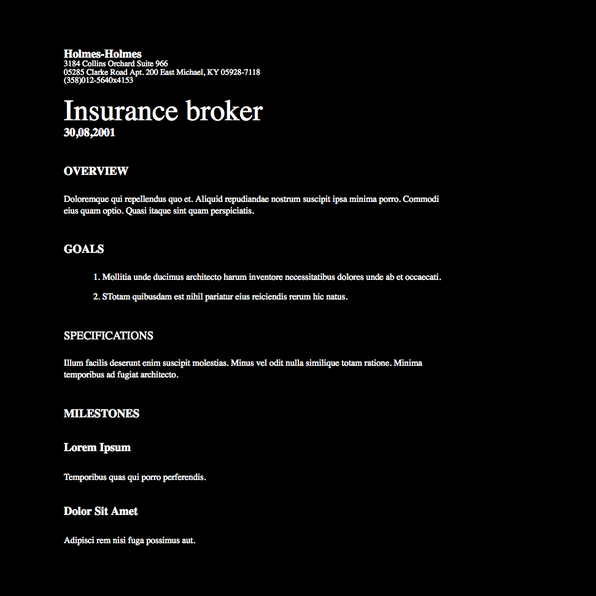 Holmes-Holmes
3184 Collins Orchard Suite 966
05285 Clarke Road Apt. 200 East Michael, KY 05928-7118
(358)012-5640x4153
Insurance broker
30,08,2001
OVERVIEW
Doloremque qui repellendus quo et. Aliquid repudiandae nostrum suscipit ipsa minima porro. Commodi
eius quam optio. Quasi itaque sint quam perspiciatis.
GOALS
1. Mollitia unde ducimus architecto harum inventore necessitatibus dolores unde ab et occaecati.
2. STotam quibusdam est nihil pariatur eius reiciendis rerum hic natus.
SPECIFICATIONS
Illum facilis deserunt enim suscipit molestias. Minus vel odit nulla similique totam ratione. Minima
temporibus ad fugiat architecto.
MILESTONES
Lorem Ipsum
Temporibus quas qui porro perferendis.
Dolor Sit Amet
Adipisci rem nisi fuga possimus aut.